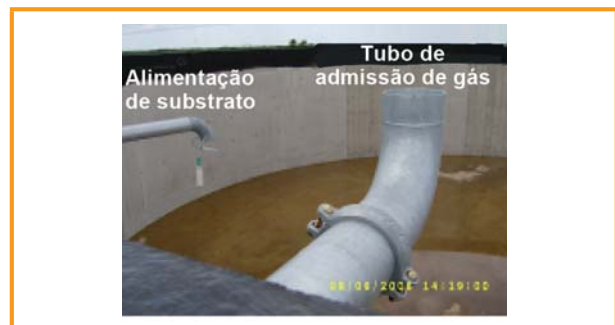 Alimentação
de substrato
Tubo de
admissão de gás